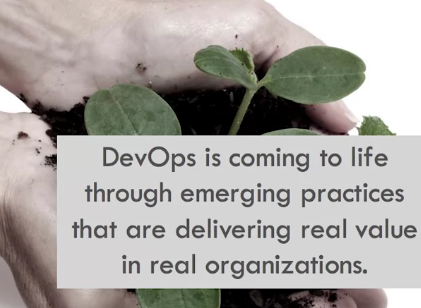 DevOps is coming to life
through emerging practices
that are delivering real value
in real organizations.